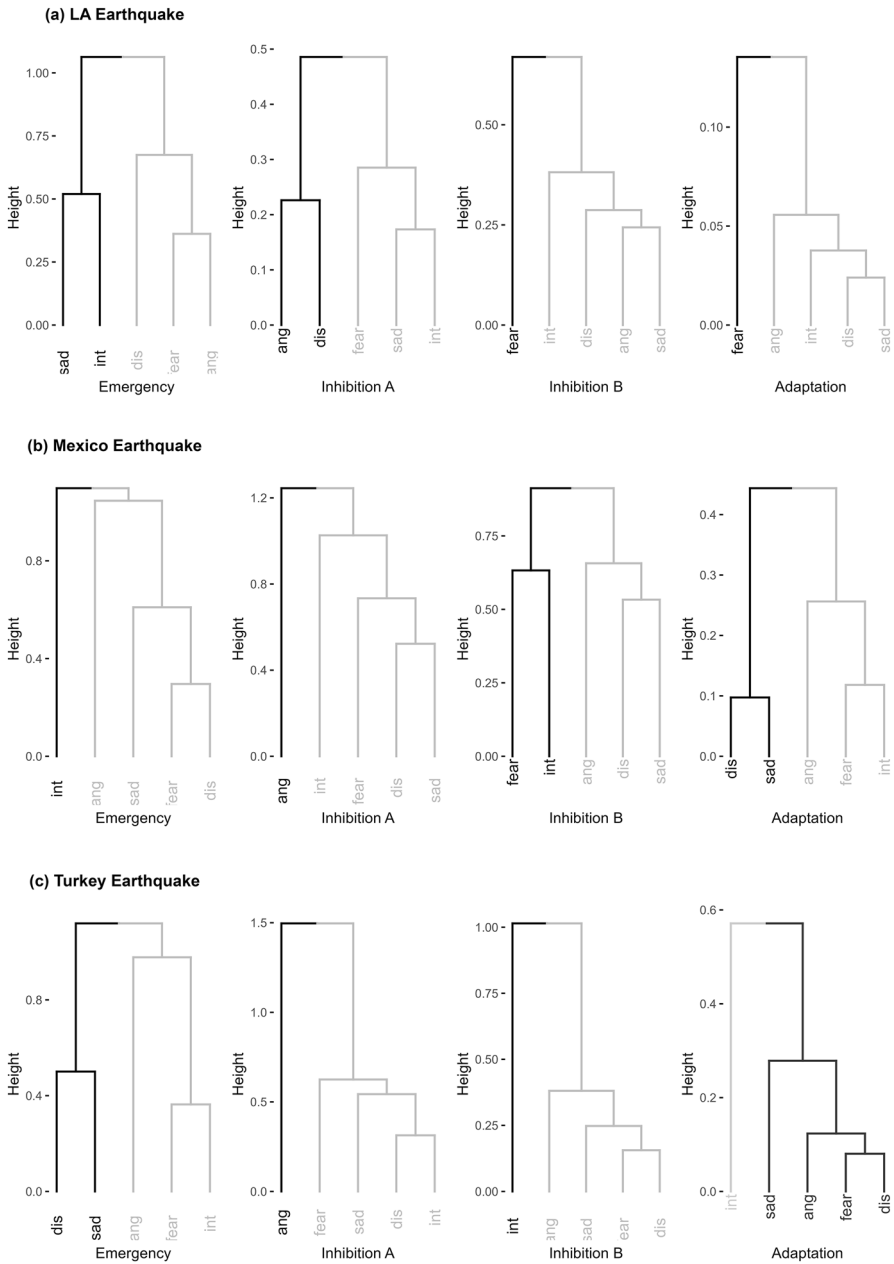 (a) LA Earthquake
Height
1.00
0.75
0.50
0.25
0.00
sad
int
dis
fear
ang
Emergency
Height
0.5
0.4
0.3
0.2
0.1
0.0
ang
dis
fear
sad
int
Inhibition A
Height
0.50
0.25
0.00
fear
int
dis
ang
sad
Inhibition B
Height
0.10
0.05
0.00
fear
ang
int
dis
sad
Adaptation
(b) Mexico Earthquake
Height
0.8
0.4
0.0
int
ang
sad
fear
dis
Emergency
Height
1.2
0.8
0.4
0.0
ang
int
fear
dis
sad
Inhibition A
Height
0.75
0.50
0.25
0.00
fear
int
ang
dis
sad
Inhibition B
Height
0.4
0.3
0.2
0.1
0.0
dis
sad
ang
fear
int
Adaptation
(c) Turkey Earthquake
Height
0.8
0.4
0.0
dis
sad
ang
fear
int
Emergency
Height
1.5
1.0
0.5
0.0
ang
fear
sad
dis
int
Inhibition A
Height
1.00
0.75
0.50
0.25
0.00
int
ang
sad
ear
dis
Inhibition B
Height
0.6
0.4
0.2
0.0
int
sad
ang
fear
dis
Adaptation